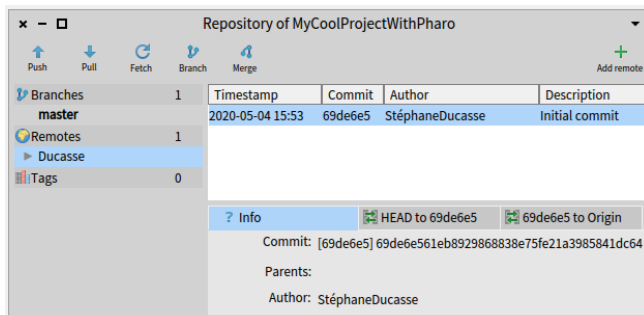 Repository of MyCoolProjectWithPharo
Push Pull Fetch Branch Merge Add remote
Branches 1
master
Remotes 1
Ducasse
Tags 0
Timestamp Commit Author Description
2020-05-04 15:53 69de6e5 StéphaneDucasse Initial commit
? Info HEAD to 69de6e5 69de6e5 to Origin
Commit: [69de6e5] 69de6e561eb8929868838e75fe21a3985841dc64
Parents:
Author: StéphaneDucasse